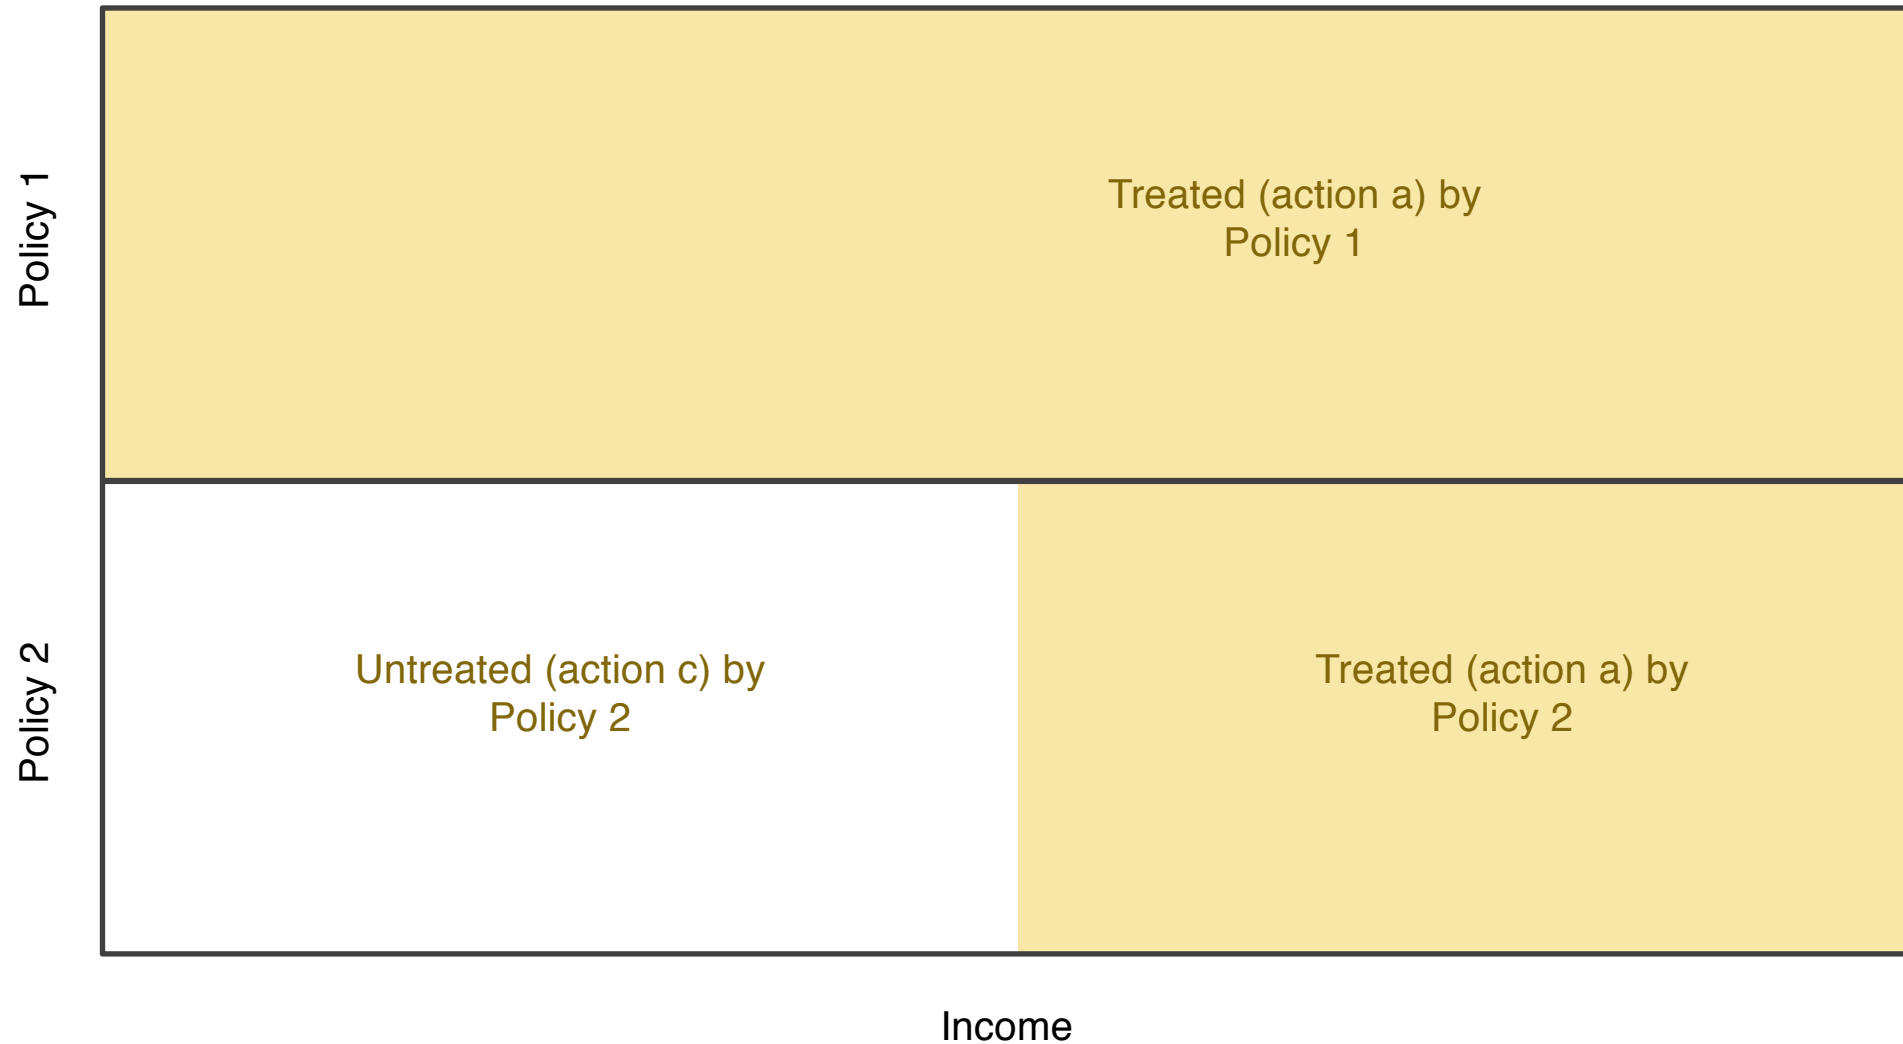 Policy 1
Treated (action a) by
Policy 1
Policy 2
Untreated (action c) by
Policy 2
Treated (action a) by
Policy 2
Income